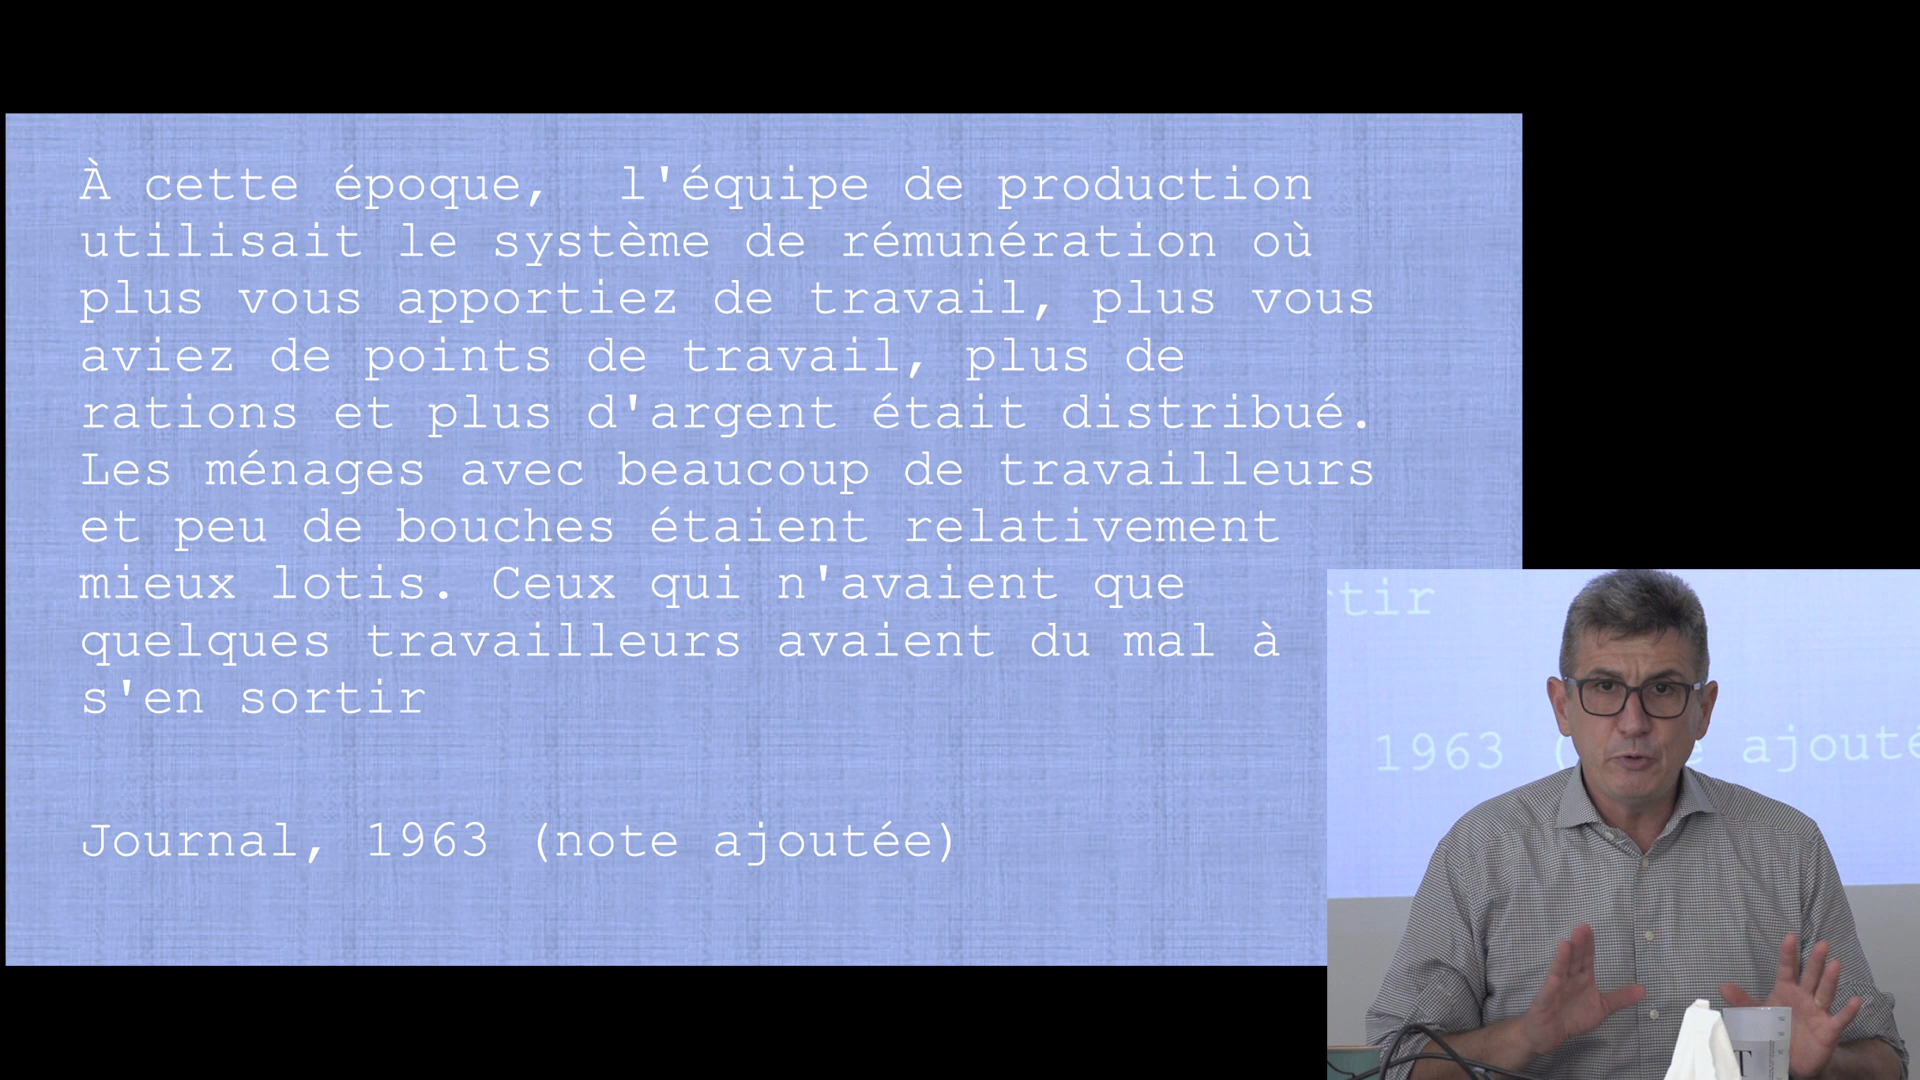 À cette époque,  l'équipe de production
utilisait le système de rémunération où
plus vous apportiez de travail, plus vous
aviez de points de travail, plus de
rations et plus d'argent était distribué.
Les ménages avec beaucoup de travailleurs
et peu de bouches étaient relativement
mieux lotis. Ceux qui n'avaient que
quelques travailleurs avaient du mal à
s'en sortir
Journal, 1963 (note ajoutée)
tir
1963 ( e ajouté
T